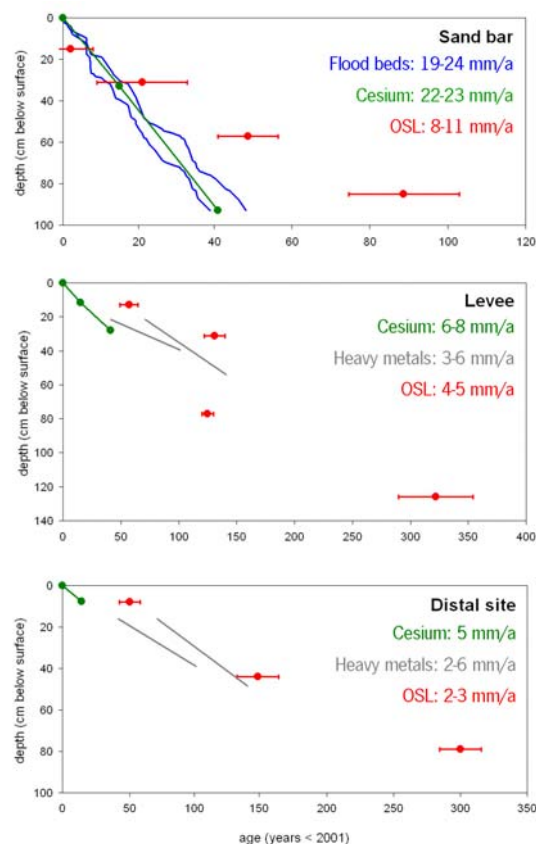 Sand bar
Flood beds: 19-24 mm/a
Cesium: 22-23 mm/a
OSL: 8-11 mm/a
depth (cm below surface)
0
20
40
60
80
100
0 20 40 60 80 100 120
Levee
Cesium: 6-8 mm/a
Heavy metals: 3-6 mm/a
OSL: 4-5 mm/a
depth (cm below surface)
0
20
40
60
80
100
120
140
0 50 100 150 200 250 300 350 400
Distal site
Cesium: 5 mm/a
Heavy metals: 2-6 mm/a
OSL: 2-3 mm/a
depth (cm below surface)
0
20
40
60
80
100
0 50 100 150 200 250 300 350
age (years < 2001)